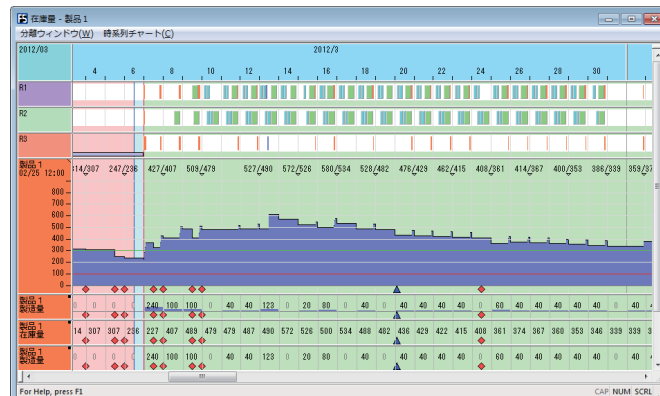 在庫量 - 製品1
分離ウィンドウ(W) 時系列チャート(C)
2012/03 2012/3
4 6 8 10 12 14 16 18 20 22 24 26 28 30
R1
R2
R3
製品1 314/307 247/236 427/407 509/479 527/490 572/526 580/534 528/482 476/429 462/415 408/361 414/367 400/353 386/339 359/37
02/25 12:00
800
700
600
500
400
300
200
100
0
製品1
製造量 0 0 0 240 100 100 0 40 40 123 0 20 80 0 40 0 40 40 40 40 0 60 40 40 40 40 40 0 40 4
製品1
在庫量 14 307 307 236 227 407 489 479 479 487 490 572 526 500 534 488 482 436 429 422 415 408 361 374 367 360 353 346 339 339 3
製品1
製造量 0 0 0 240 100 100 0 40 40 123 0 20 80 0 40 0 40 40 40 40 0 60 40 40 40 40 40 0 40 4
For Help, press F1 CAP NUM SCRL